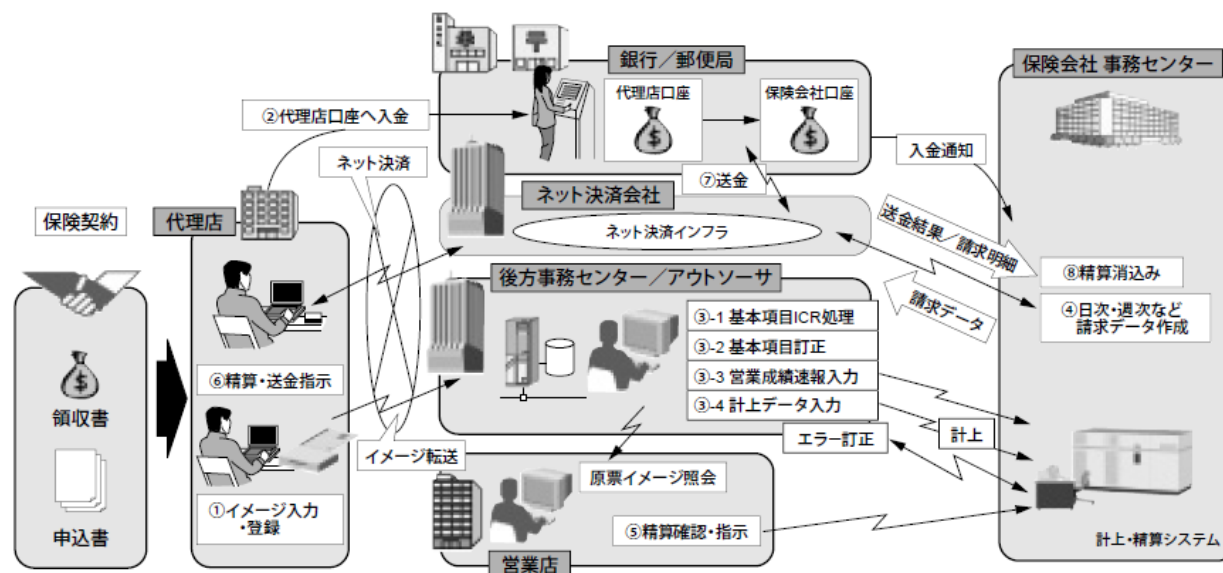 銀行／郵便局
保険会社 事務センター
代理店口座
保険会社口座
②代理店口座へ入金
入金通知
ネット決済
⑦送金
ネット決済会社
保険契約
代理店
ネット決済インフラ
送金結果／請求明細
請求データ
⑧精算消込み
④日次・週次など
請求データ作成
後方事務センター／アウトソーサ
③-1 基本項目ICR処理
③-2 基本項目訂正
③-3 営業成績速報入力
③-4 計上データ入力
⑥精算・送金指示
領収書
イメージ転送
エラー訂正
計上
原票イメージ照会
①イメージ入力
・登録
申込書
⑤精算確認・指示
営業店
計上・精算システム